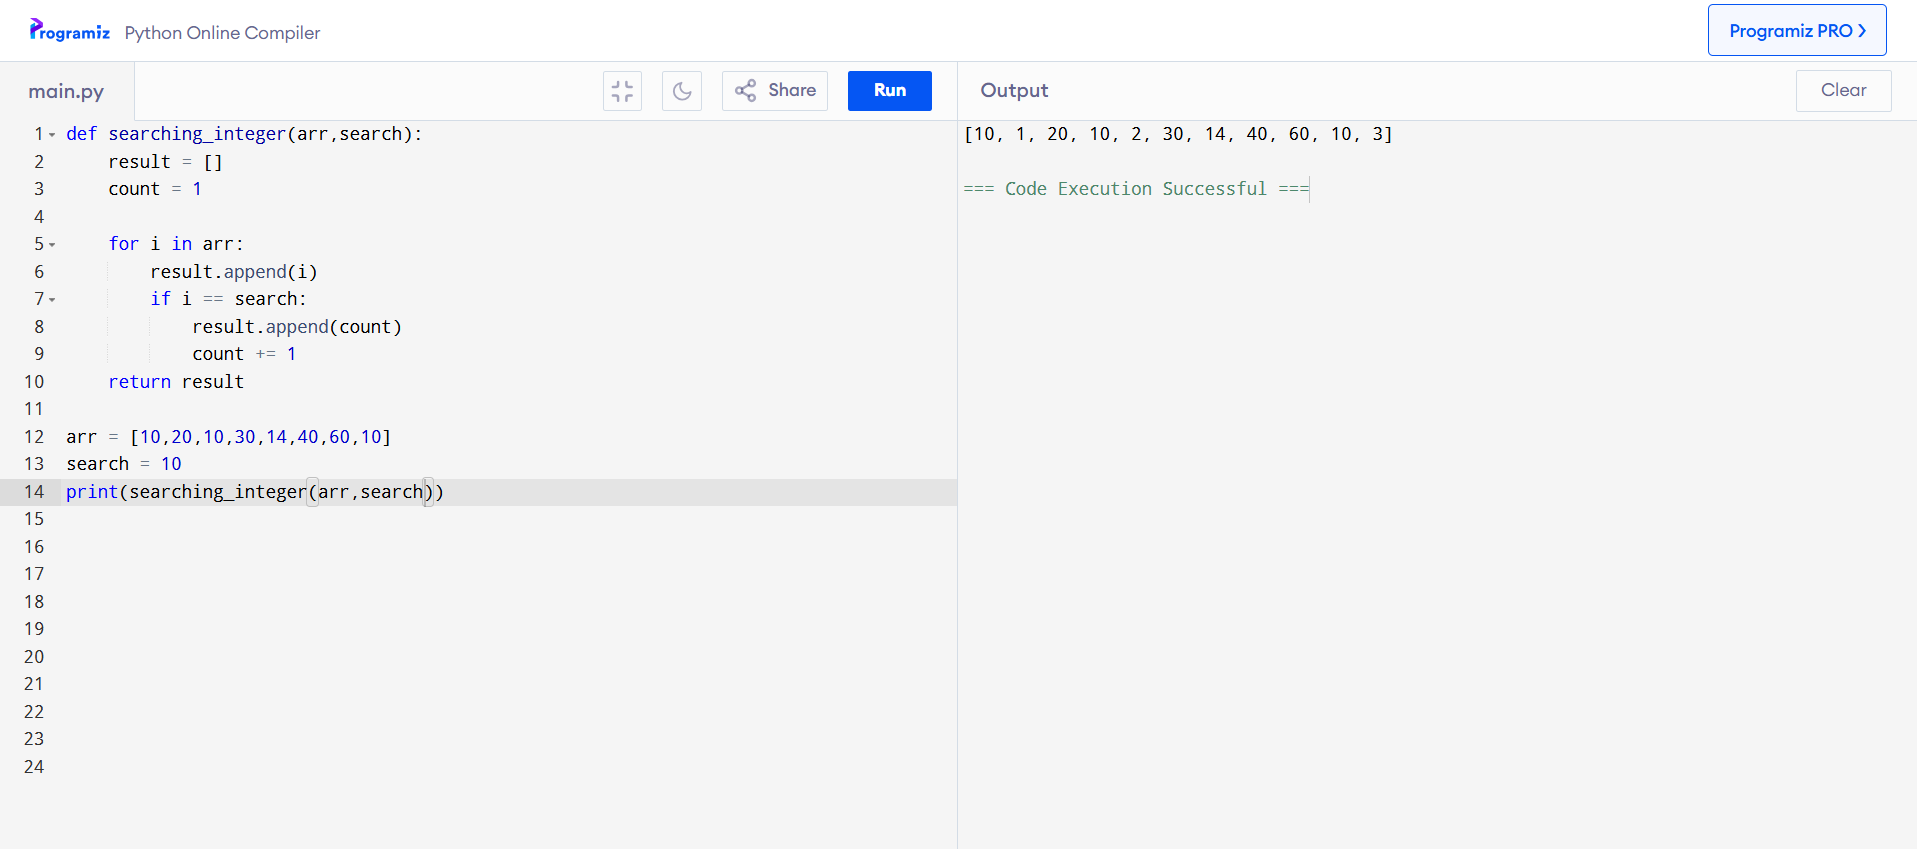 Programiz Python Online Compiler
Programiz PRO ❯
main.py
Share
Run
Output
Clear
1 def searching_integer(arr,search):
2     result = []
3     count = 1
4
5     for i in arr:
6         result.append(i)
7         if i == search:
8             result.append(count)
9             count += 1
10     return result
11
12 arr = [10,20,10,30,14,40,60,10]
13 search = 10
14 print(searching_integer(arr,search))
15
16
17
18
19
20
21
22
23
24
[10, 1, 20, 10, 2, 30, 14, 40, 60, 10, 3]
=== Code Execution Successful ===